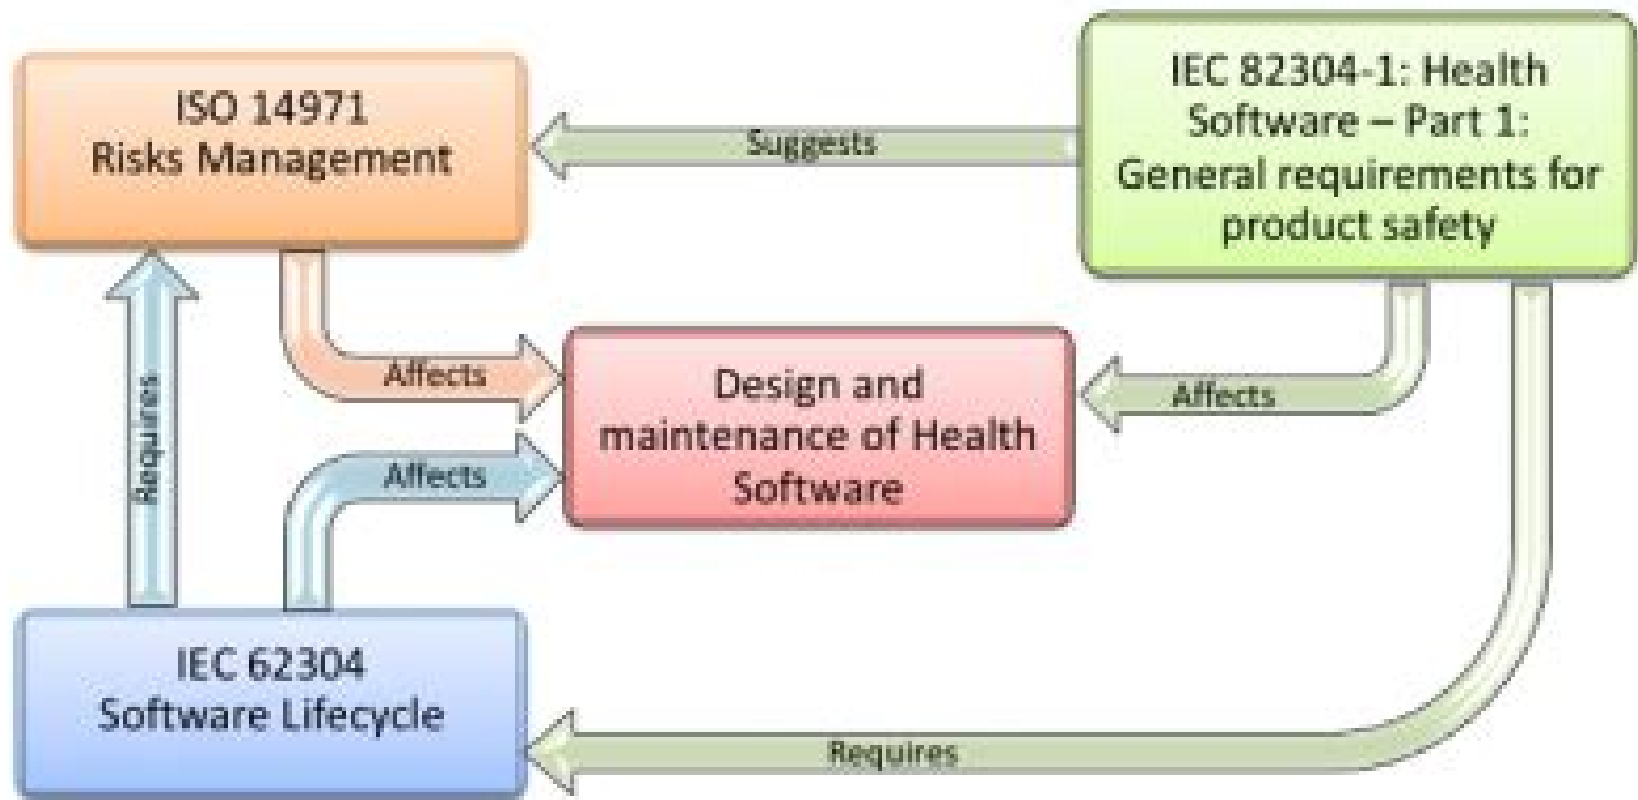 ISO 14971
Risks Management
Suggests
IEC 82304-1: Health
Software – Part 1:
General requirements for
product safety
Requires
Affects
Design and
maintenance of Health
Software
Affects
Affects
IEC 62304
Software Lifecycle
Requires